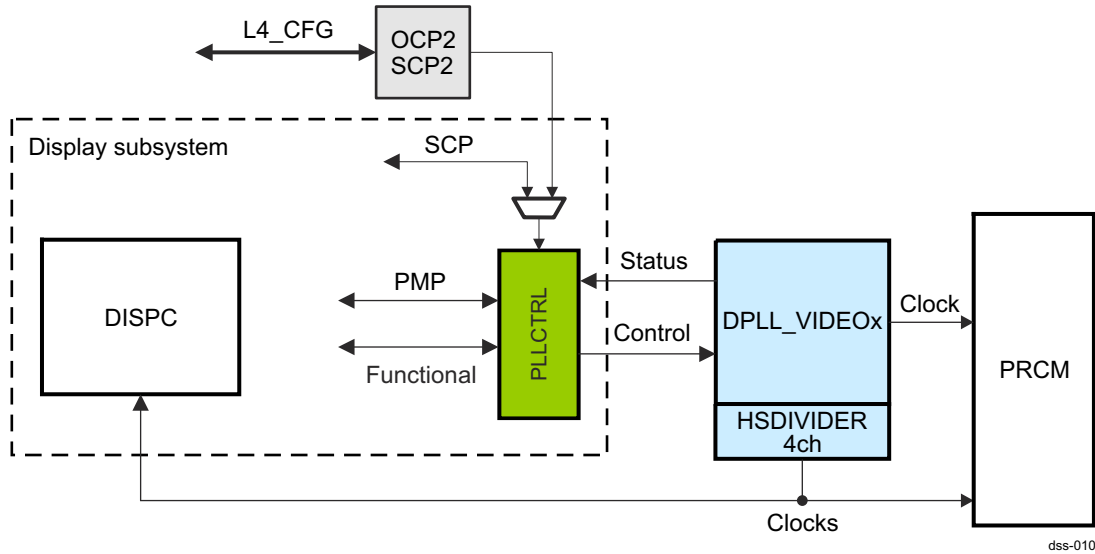 L4_CFG
OCP2
SCP2
Display subsystem
SCP
DISPC
PMP
Functional
PLLCTRL
Status
Control
DPLL_VIDEOx
HSDIVIDER
4ch
Clock
PRCM
Clocks
dss-010